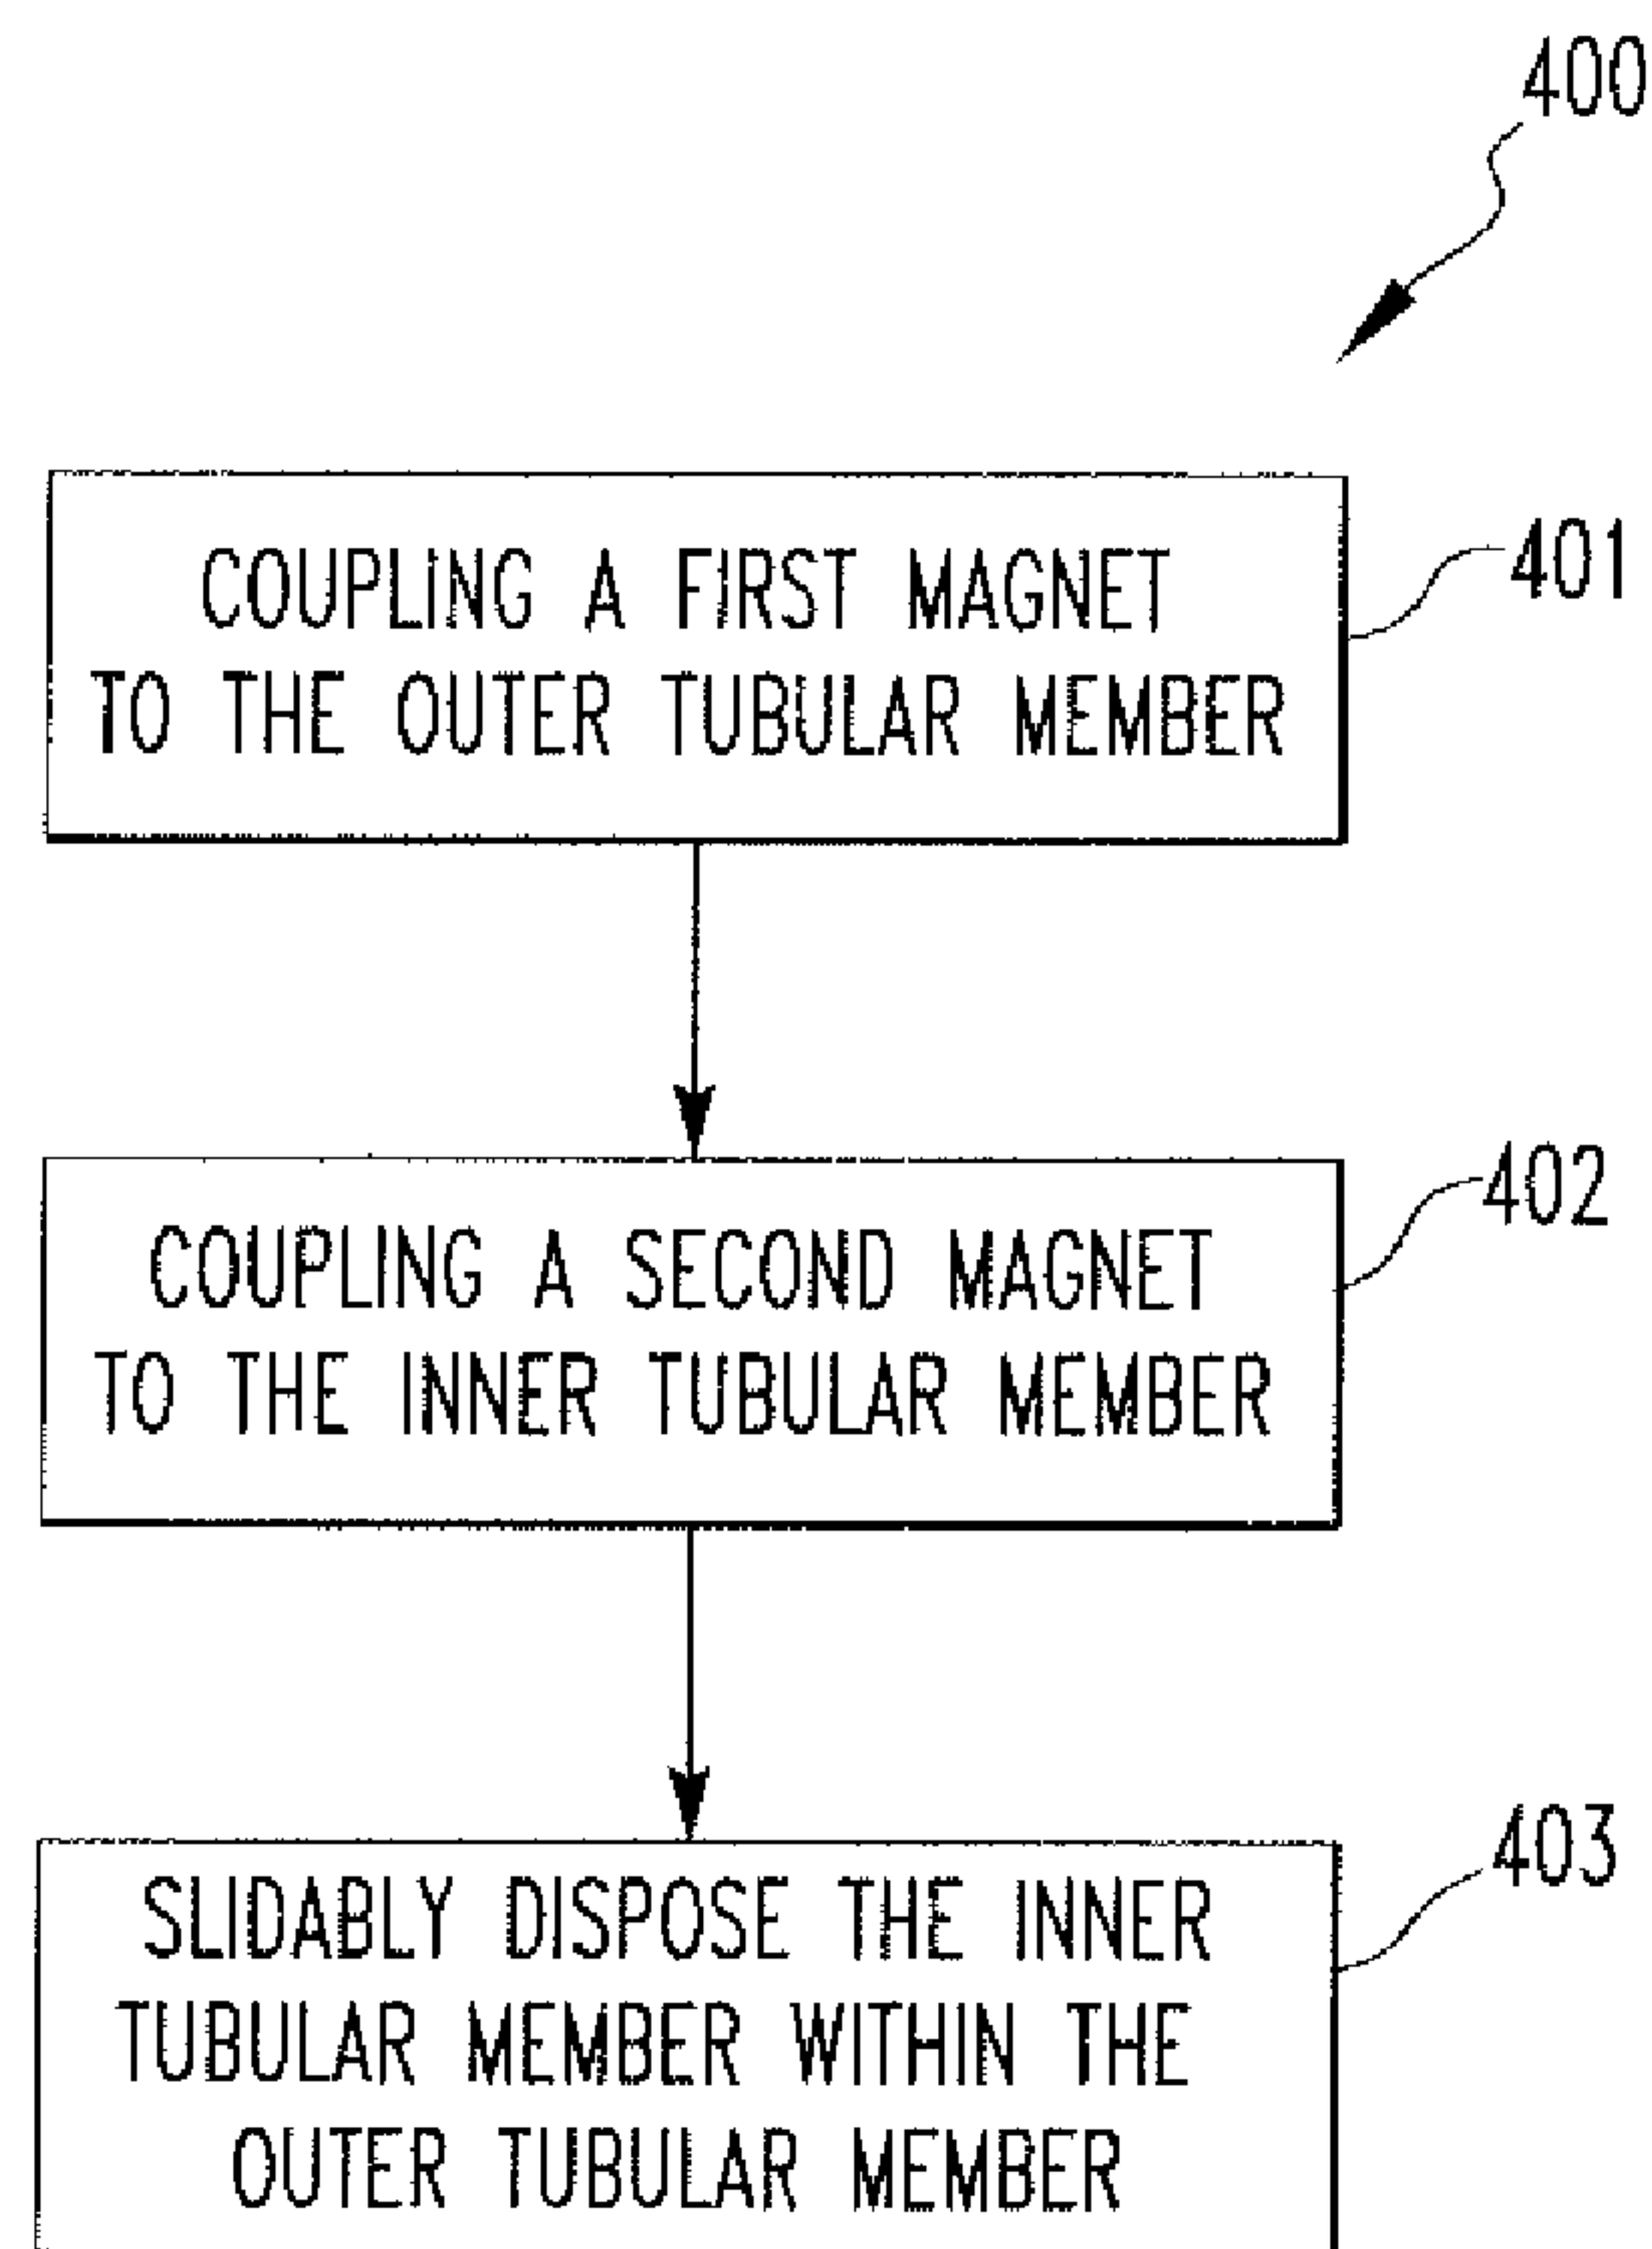 400
COUPLING A FIRST MAGNET
TO THE OUTER TUBULAR MEMBER
401
COUPLING A SECOND MAGNET
TO THE INNER TUBULAR MEMBER
402
SLIDABLY DISPOSE THE INNER
TUBULAR MEMBER WITHIN THE
OUTER TUBULAR MEMBER
403